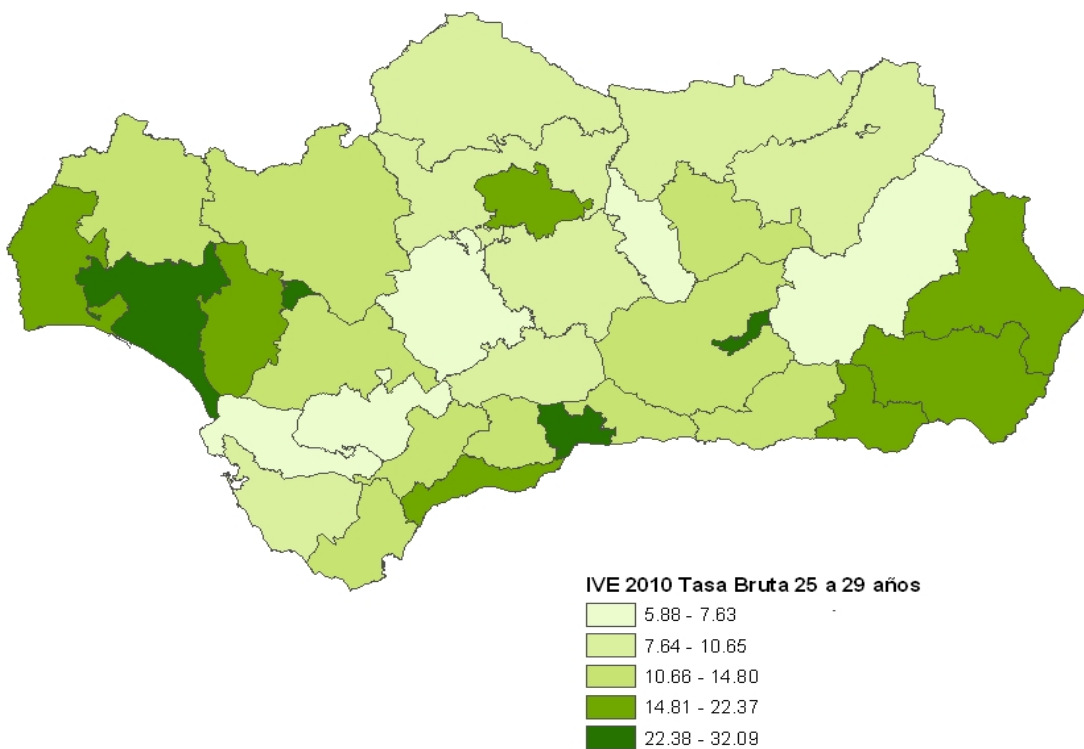 IVE 2010 Tasa Bruta 25 a 29 años
5.88 - 7.63
7.64 - 10.65
10.66 - 14.80
14.81 - 22.37
22.38 - 32.09